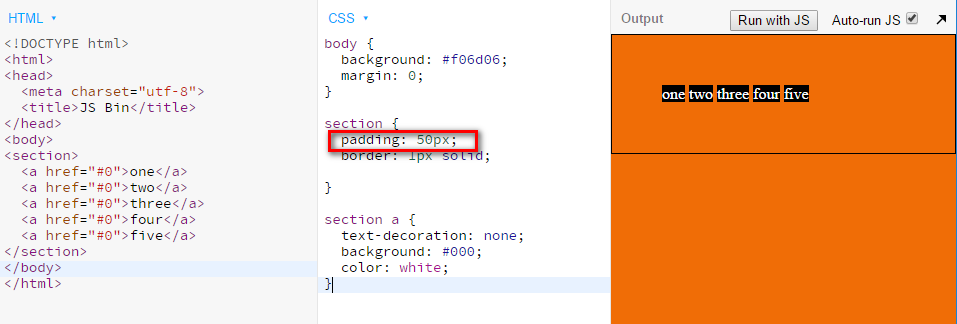 HTML
<!DOCTYPE html>
<html>
<head>
  <meta charset="utf-8">
  <title>JS Bin</title>
</head>
<body>
<section>
  <a href="#0">one</a>
  <a href="#0">two</a>
  <a href="#0">three</a>
  <a href="#0">four</a>
  <a href="#0">five</a>
</section>
</body>
</html>
CSS
body {
  background: #f06d06;
  margin: 0;
}
section {
  padding: 50px;
  border: 1px solid;
}
section a {
  text-decoration: none;
  background: #000;
  color: white;
}
Output Run with JS Auto-run JS
one two three four five